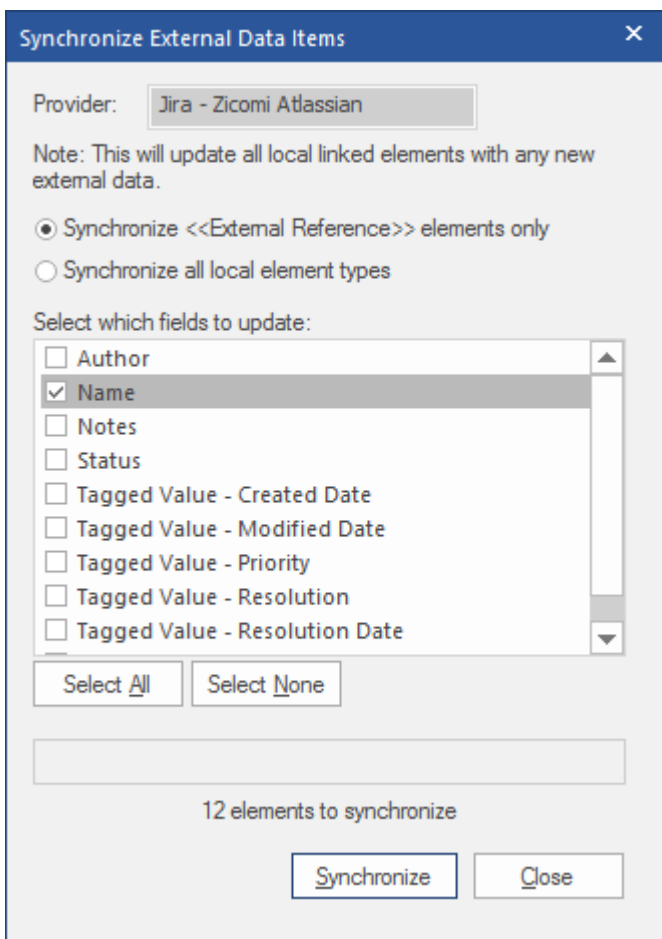 Synchronize External Data Items
Provider: Jira - Zicomi Atlassian
Note: This will update all local linked elements with any new
external data.
Synchronize <<External Reference>> elements only
Synchronize all local element types
Select which fields to update:
Author
Name
Notes
Status
Tagged Value - Created Date
Tagged Value - Modified Date
Tagged Value - Priority
Tagged Value - Resolution
Tagged Value - Resolution Date
Select All Select None
12 elements to synchronize
Synchronize Close